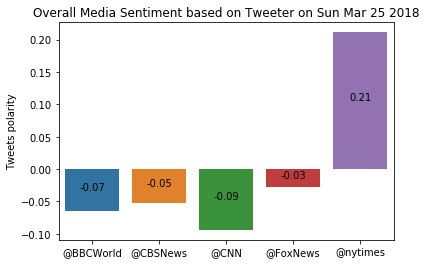 Overall Media Sentiment based on Tweeter on Sun Mar 25 2018
Tweets polarity
0.20
0.15
0.10
0.05
0.00
−0.05
−0.10
-0.07
-0.05
-0.09
-0.03
0.21
@BBCWorld
@CBSNews
@CNN
@FoxNews
@nytimes